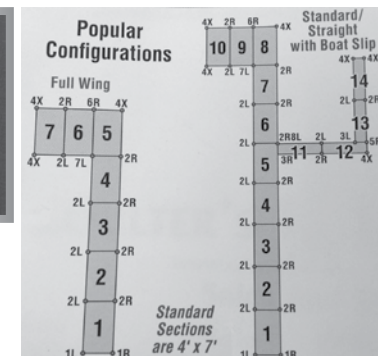 Popular
Configurations
Full Wing
4X 2R 6R 4X
7 6 5
4X 2L 7L 2R
4
2L 2R
3
2L 2R
2
2L 2R
1
1L 1R
4X 2R 6R 4X
10 9 8
4X 2L 7L 2R
7
2L 2R
6
2L 2R 8L 2L 3L 5R
11 12
3R 2R 4X
5
2L 2R
4
2L 2R
3
2L 2R
2
2L 2R
1
Standard/
Straight
with Boat Slip
4X 4X
14
2L 2R
13
Standard
Sections
are 4' x 7'